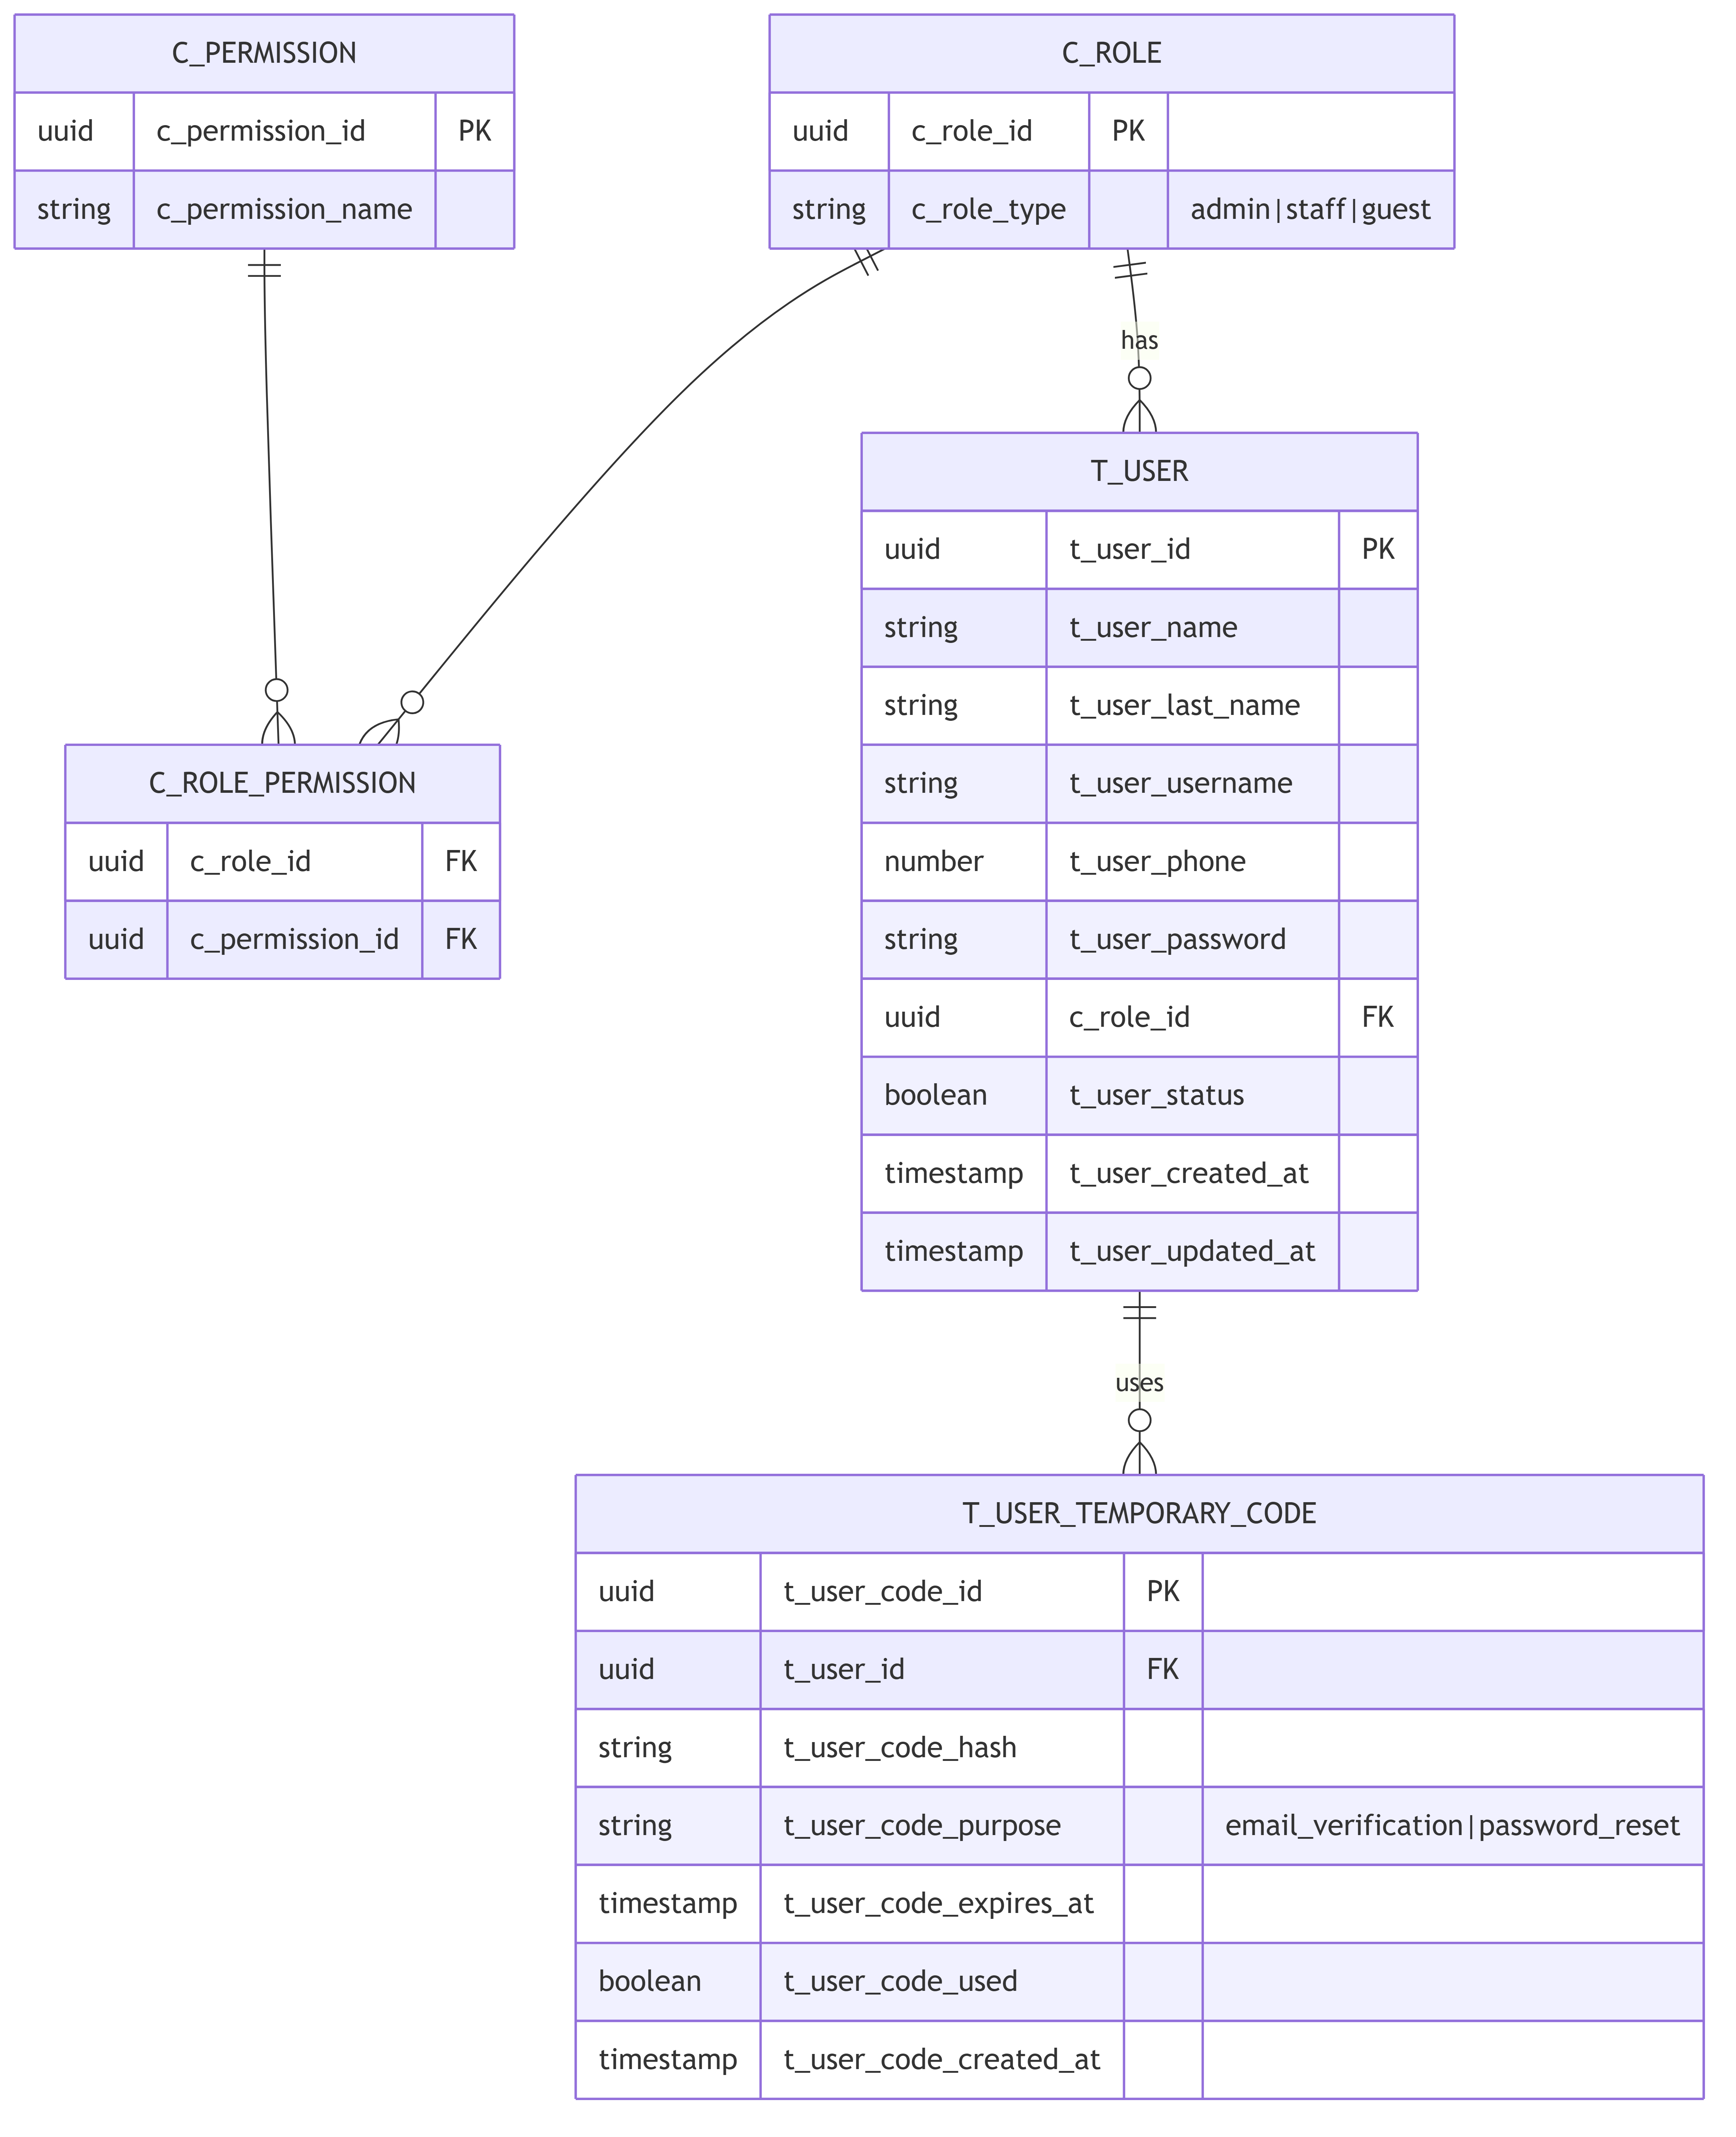 C_PERMISSION
uuid c_permission_id PK
string c_permission_name
C_ROLE
uuid c_role_id PK
string c_role_type admin|staff|guest
has
T_USER
uuid t_user_id PK
string t_user_name
string t_user_last_name
string t_user_username
number t_user_phone
string t_user_password
uuid c_role_id FK
boolean t_user_status
timestamp t_user_created_at
timestamp t_user_updated_at
C_ROLE_PERMISSION
uuid c_role_id FK
uuid c_permission_id FK
uses
T_USER_TEMPORARY_CODE
uuid t_user_code_id PK
uuid t_user_id FK
string t_user_code_hash
string t_user_code_purpose email_verification|password_reset
timestamp t_user_code_expires_at
boolean t_user_code_used
timestamp t_user_code_created_at